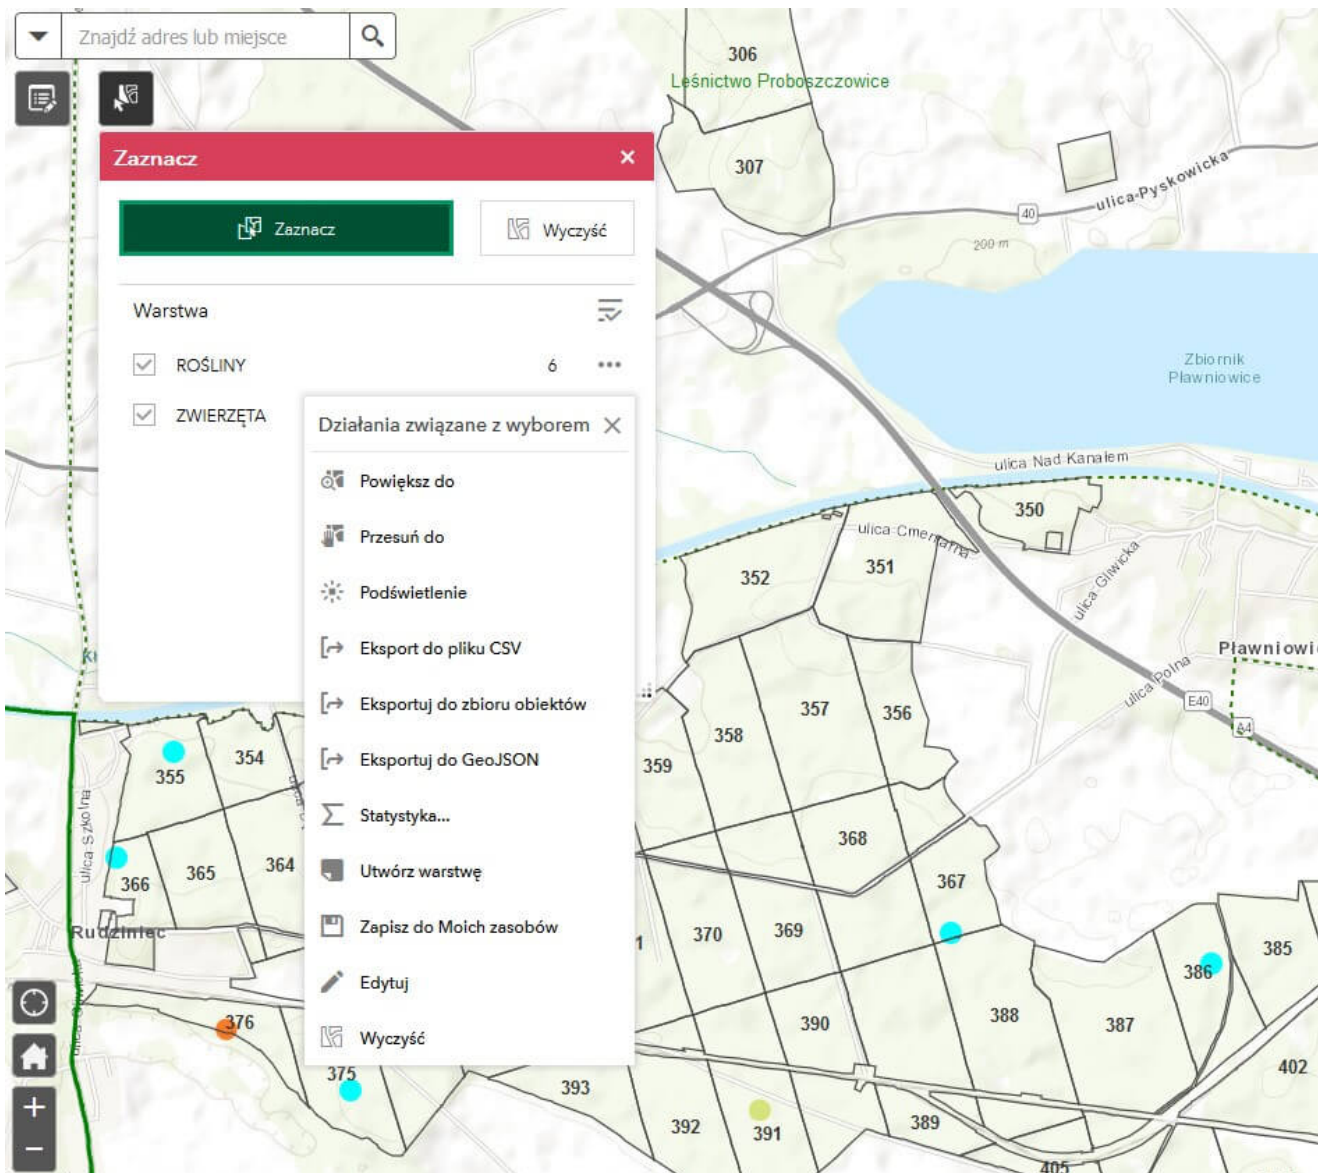 Znajdź adres lub miejsce
306
Leśnictwo Proboszczowice
307
ulica Pyskowicka
40
200 m
Zaznacz
Zaznacz
Wyczyść
Warstwa
ROŚLINY 6
ZWIERZĘTA
Zbiornik
Pławniowice
Działania związane z wyborem
Powiększ do
Przesuń do
Podświetlenie
Eksport do pliku CSV
Eksportuj do zbioru obiektów
Eksportuj do GeoJSON
Statystyka...
Utwórz warstwę
Zapisz do Moich zasobów
Edytuj
Wyczyść
ulica Nad Kanałem
350
ulica Cmentarna
352
351
ulica Gliwicka
Pławniowi
ulica Polna
E40
A4
357
356
358
359
355
354
368
ulica Szkolna
366
365
364
367
Rudziniec
1
370
369
386
385
ulica Gliwicka
376
390
388
387
375
393
402
392
391
389
405